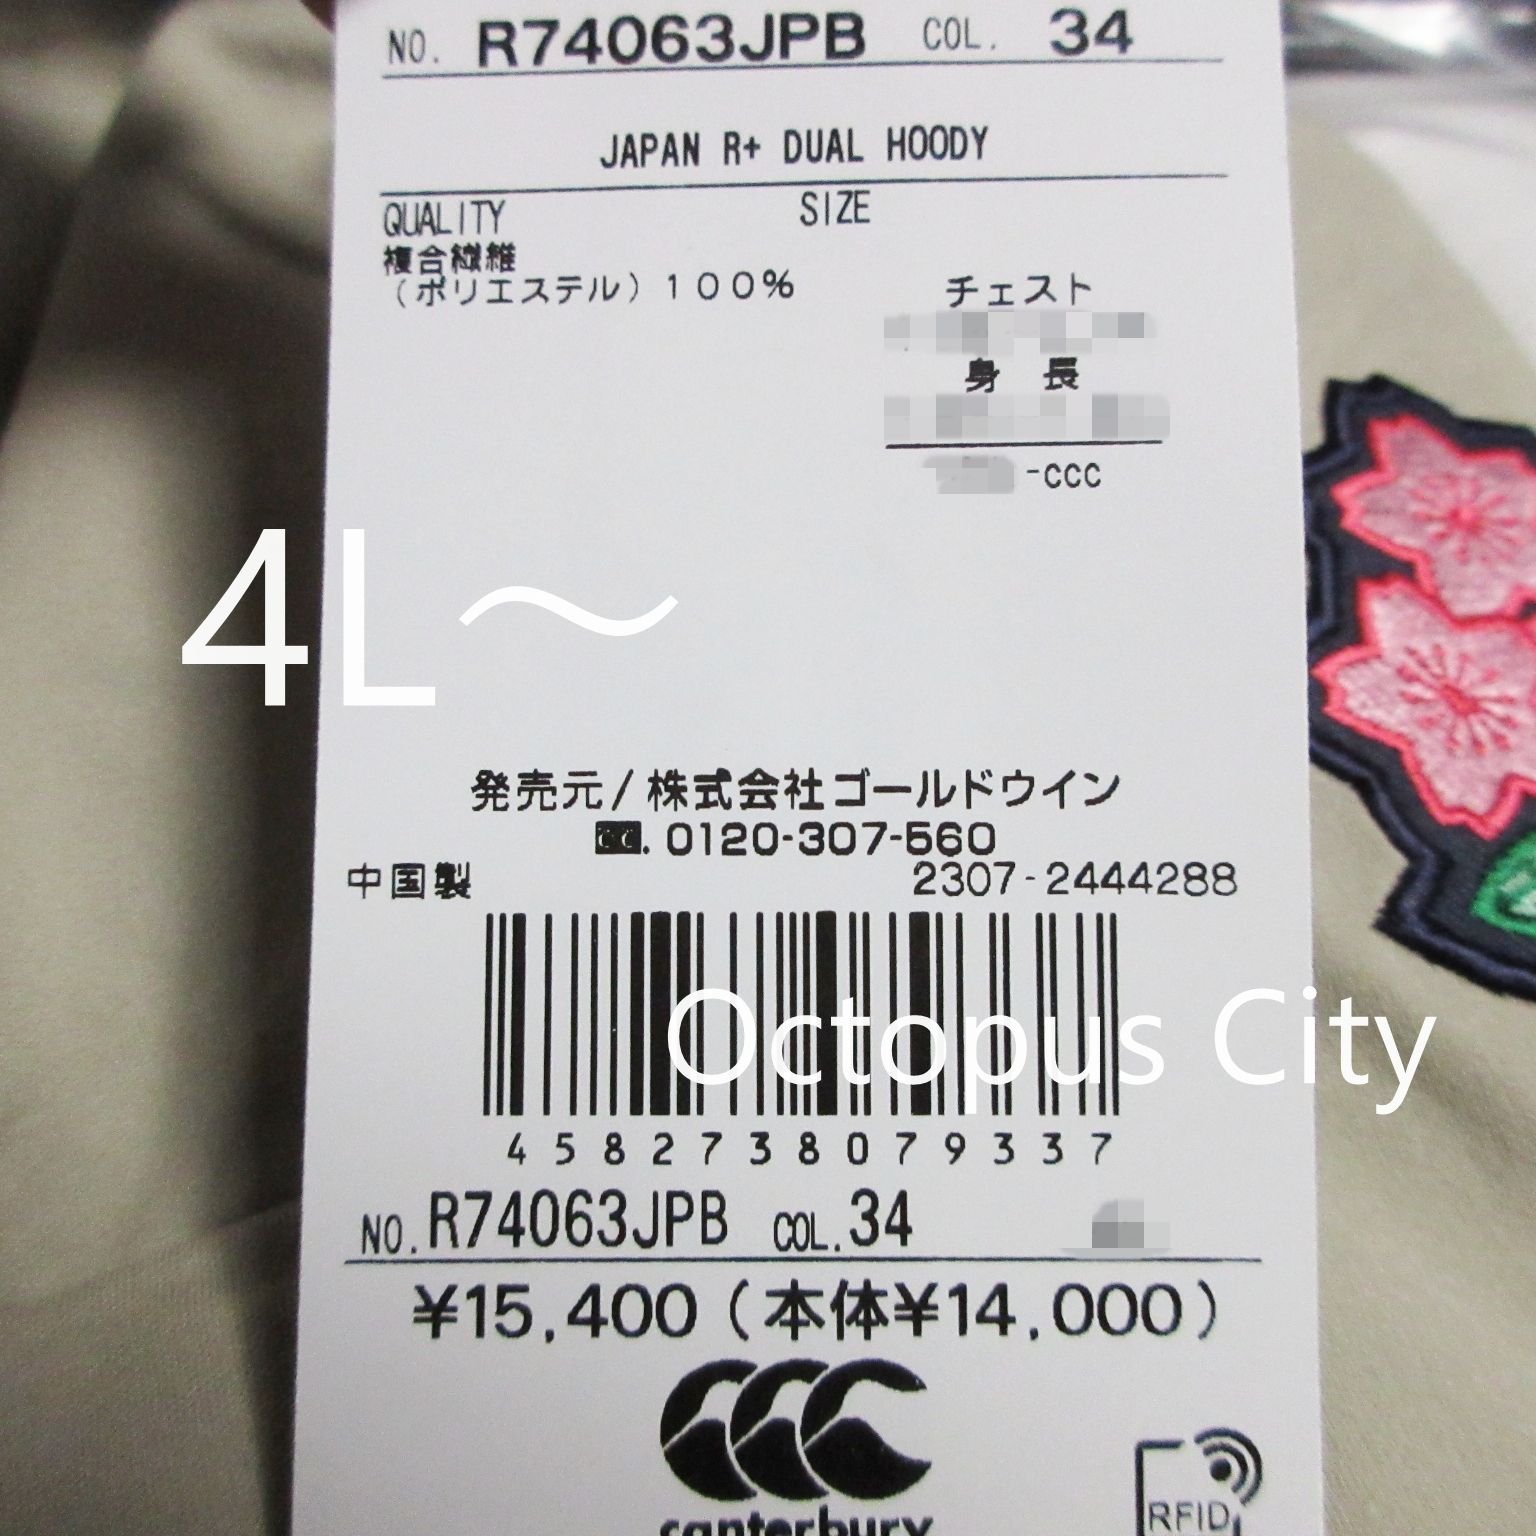 NO. R74063JPB COL. 34
JAPAN R+ DUAL HOODY
QUALITY SIZE
複合繊維
(ポリエステル) 100%
チェスト
身 長
-CCC
4L～
発売元/株式会社ゴールドウイン
0120-307-560
中国製 2307-2444288
Octopus City
4582738079337
NO. R74063JPB COL. 34
¥15,400(本体¥14,000)
canterbury
RFID